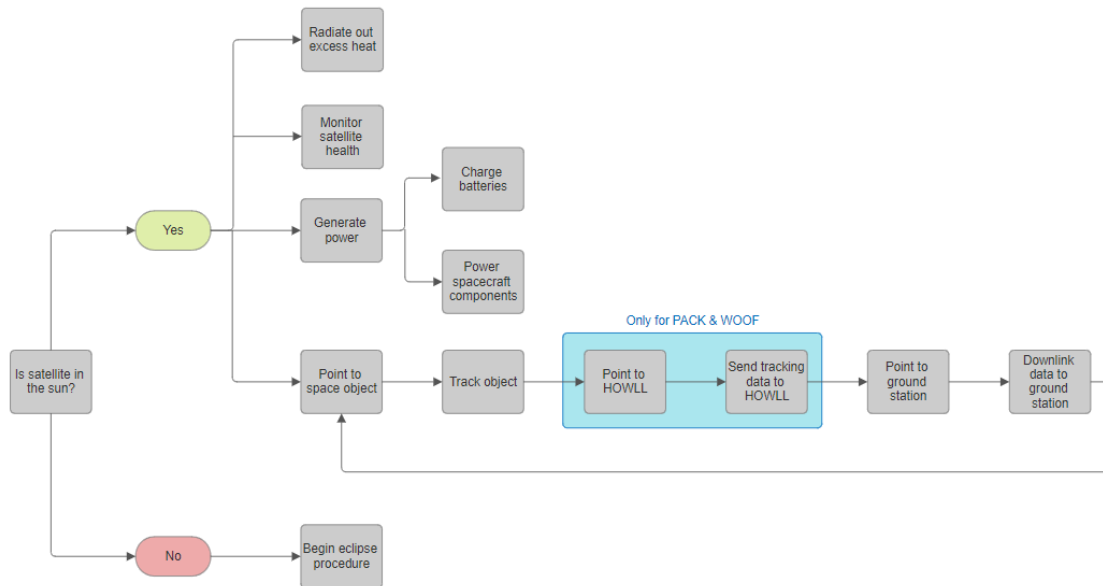 Radiate out
excess heat
Monitor
satellite
health
Charge
batteries
Yes
Generate
power
Power
spacecraft
components
Only for PACK & WOOF
Is satellite in
the sun?
Point to
space object
Track object
Point to
HOWLL
Send tracking
data to
HOWLL
Point to
ground
station
Downlink
data to
ground
station
No
Begin eclipse
procedure